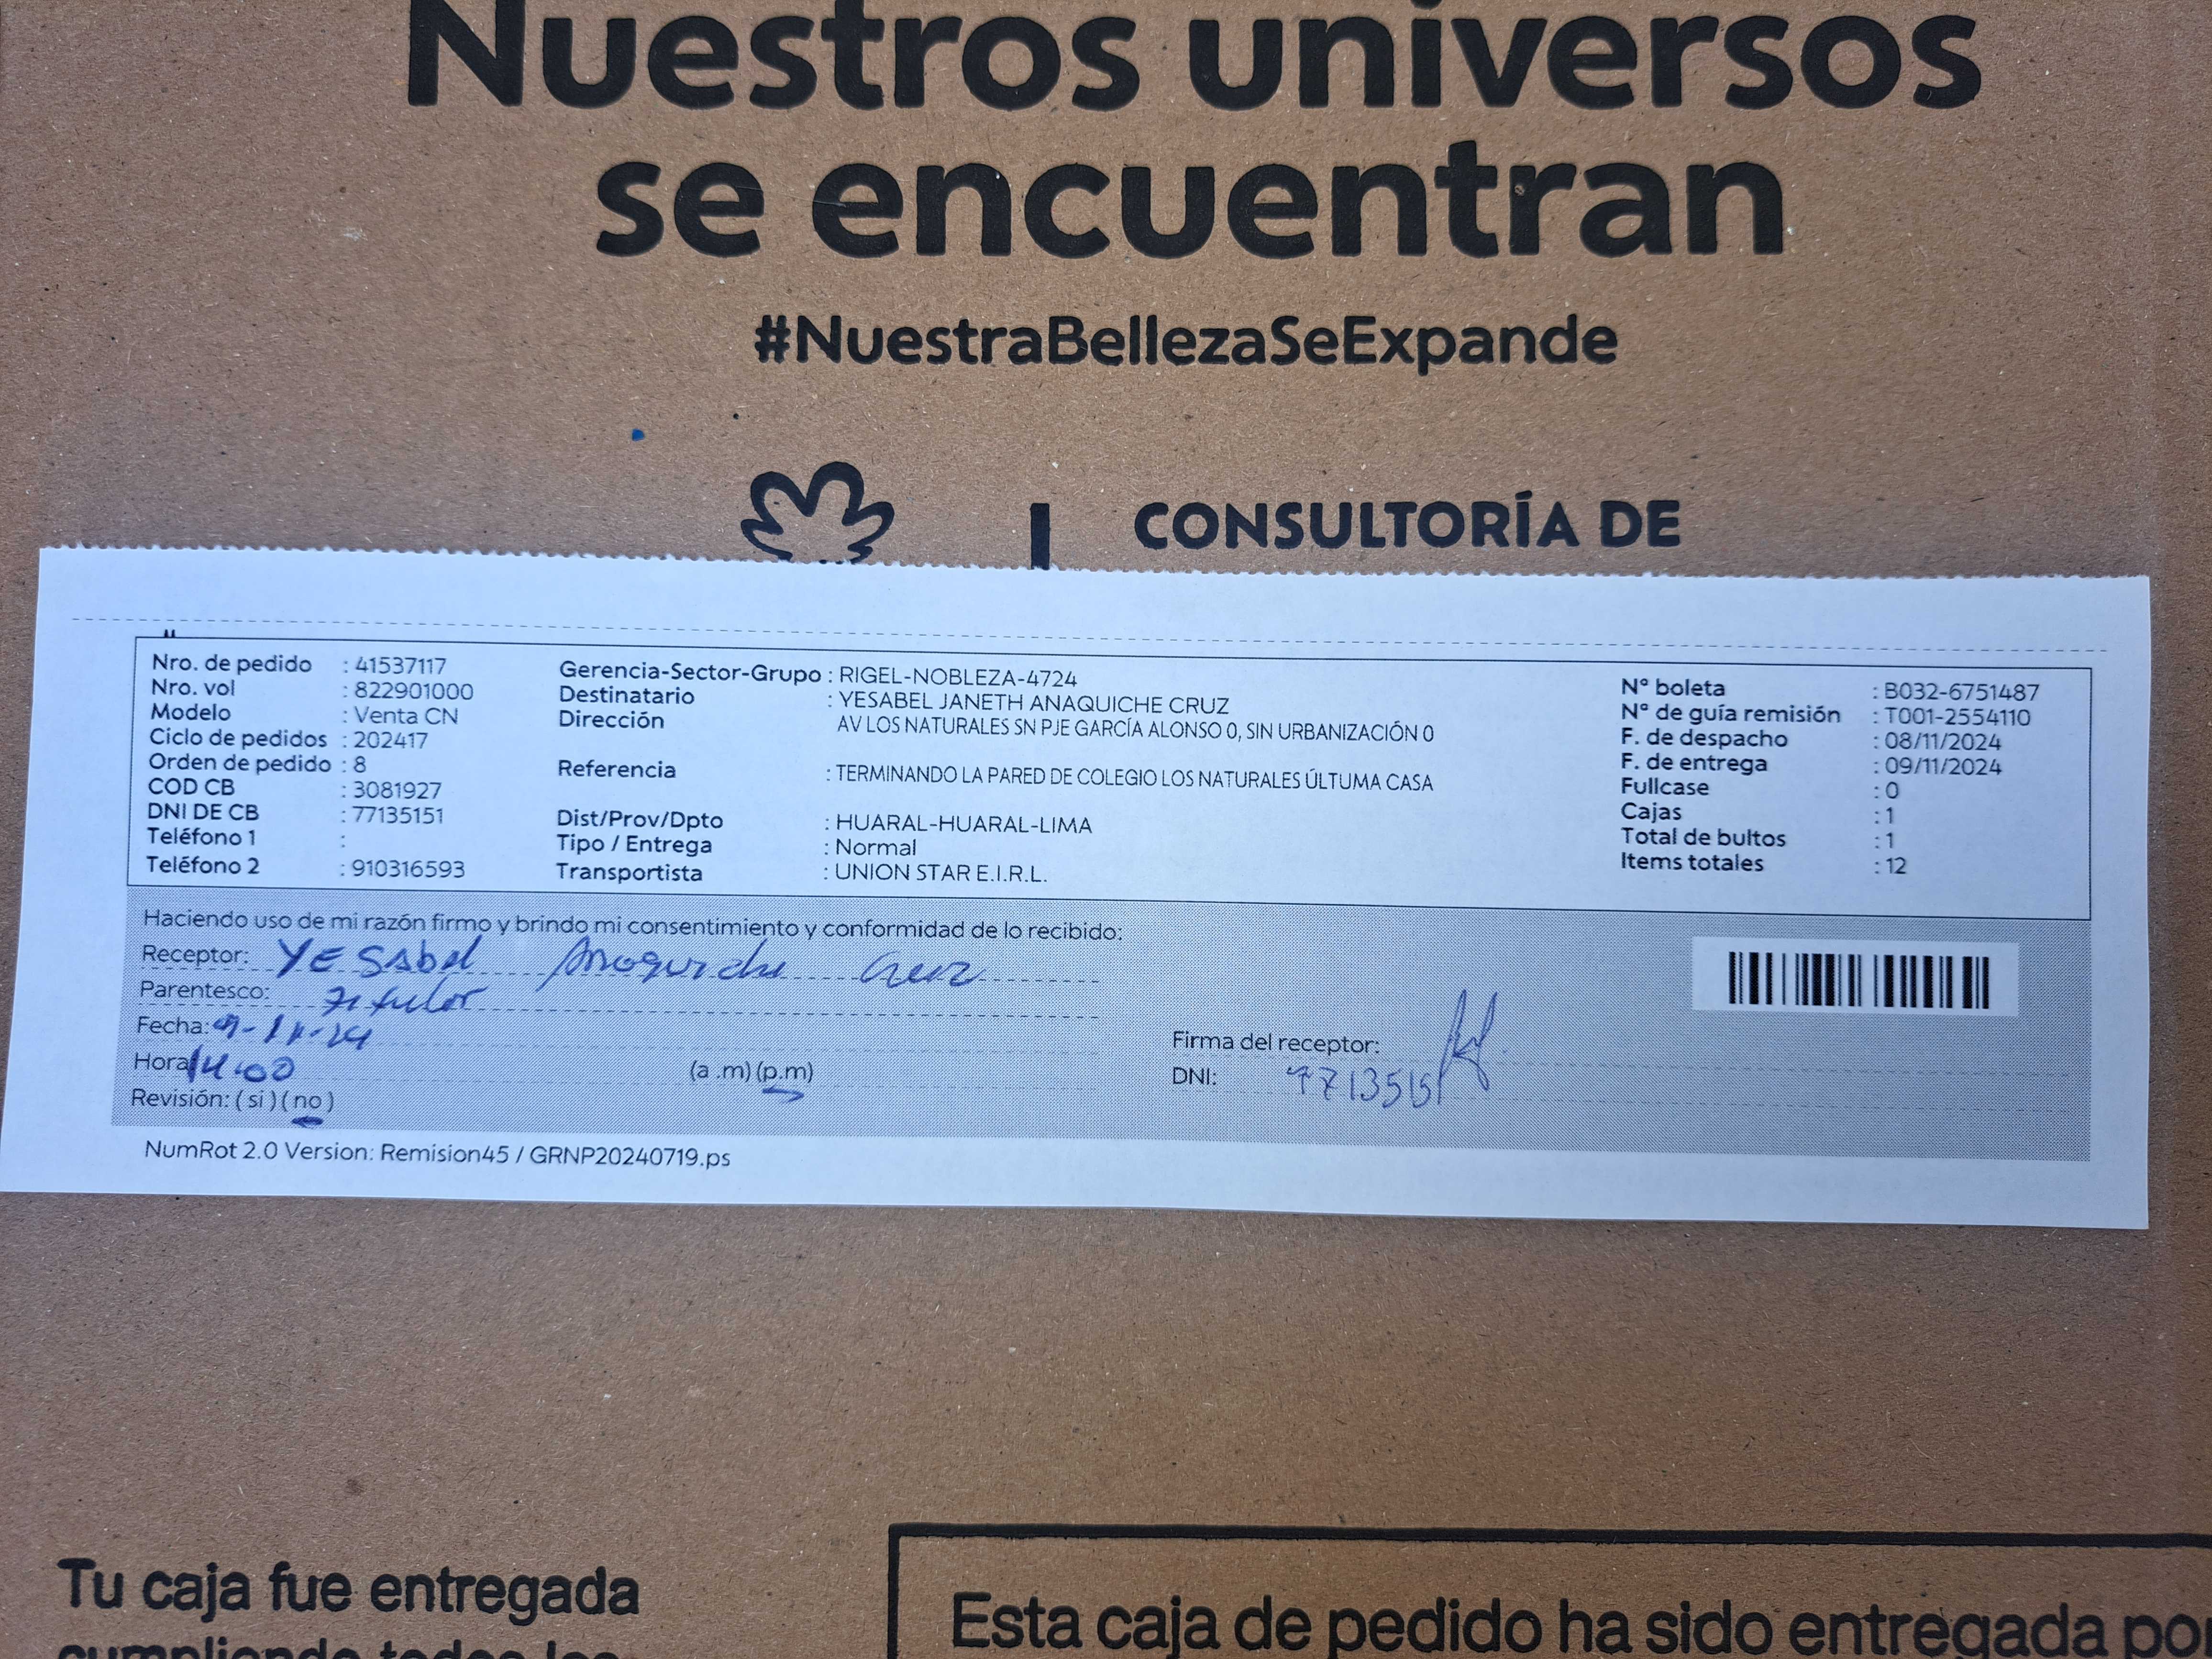 Nuestros universos
se encuentran
#NuestraBellezaSeExpande
CONSULTORÍA DE
Nro. de pedido : 41537117
Nro. vol : 822901000
Modelo : Venta CN
Ciclo de pedidos : 202417
Orden de pedido : 8
COD CB : 3081927
DNI DE CB : 77135151
Teléfono 1 :
Teléfono 2 : 910316593
Gerencia-Sector-Grupo : RIGEL-NOBLEZA-4724
Destinatario : YESABEL JANETH ANAQUICHE CRUZ
Dirección AV LOS NATURALES SN PJE GARCÍA ALONSO 0, SIN URBANIZACIÓN 0
Referencia : TERMINANDO LA PARED DE COLEGIO LOS NATURALES ÚLTUMA CASA
Dist/Prov/Dpto : HUARAL-HUARAL-LIMA
Tipo / Entrega : Normal
Transportista : UNION STAR E.I.R.L.
N° boleta : B032-6751487
N° de guía remisión : T001-2554110
F. de despacho : 08/11/2024
F. de entrega : 09/11/2024
Fullcase : 0
Cajas : 1
Total de bultos : 1
Items totales : 12
Haciendo uso de mi razón firmo y brindo mi consentimiento y conformidad de lo recibido:
Receptor: YESAbel Anaquiche Cruz
Parentesco: titular
Fecha: 9-11-24
Hora: 14:00 (a .m) (p.m)
Revisión: ( si ) ( no )
Firma del receptor:
DNI: 77135151
NumRot 2.0 Version: Remision45 / GRNP20240719.ps
Tu caja fue entregada
cumpliendo todos los
Esta caja de pedido ha sido entregada por